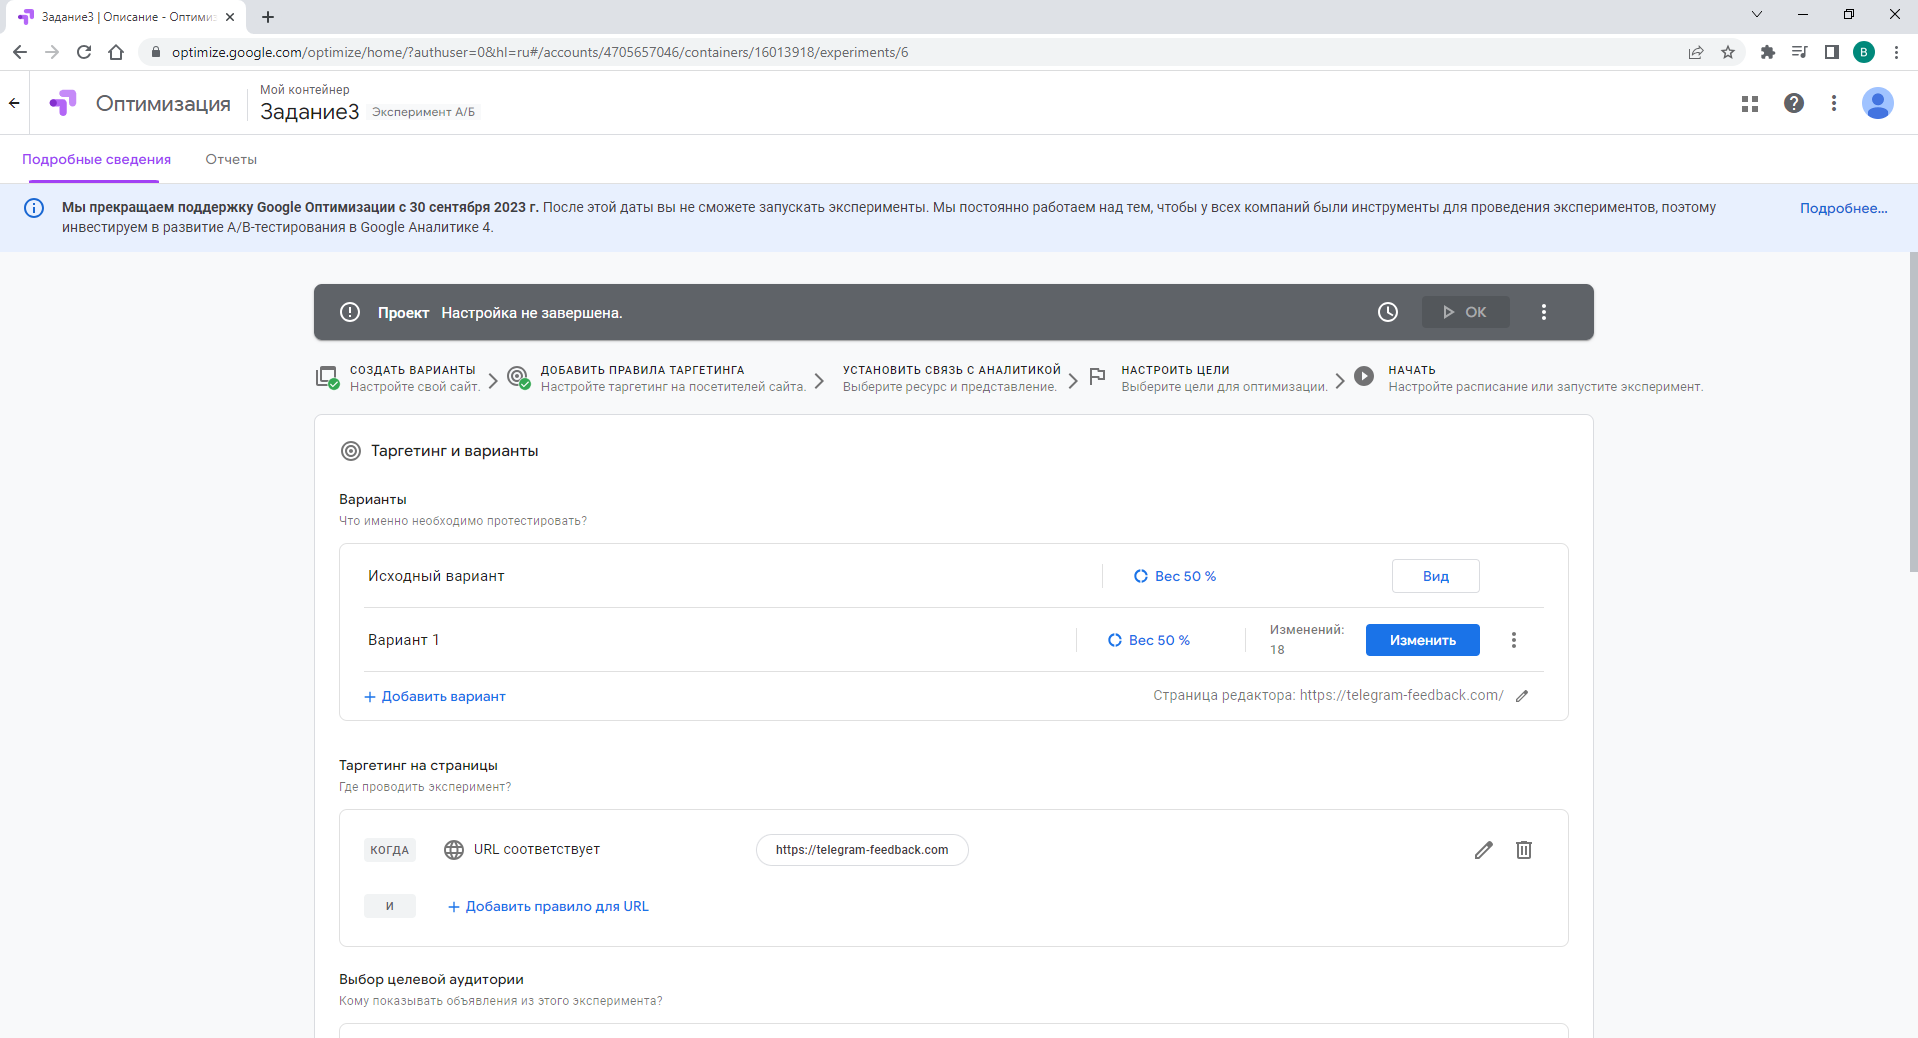 Задание3 | Описание - Оптими
optimize.google.com/optimize/home/?authuser=0&hl=ru#/accounts/4705657046/containers/16013918/experiments/6
B
Оптимизация
Мой контейнер
Задание3 Эксперимент А/Б
Подробные сведения Отчеты
Мы прекращаем поддержку Google Оптимизации с 30 сентября 2023 г. После этой даты вы не сможете запускать эксперименты. Мы постоянно работаем над тем, чтобы у всех компаний были инструменты для проведения экспериментов, поэтому
инвестируем в развитие A/B-тестирования в Google Аналитике 4.
Подробнее...
Проект Настройка не завершена.
ОК
СОЗДАТЬ ВАРИАНТЫ
Настройте свой сайт.
ДОБАВИТЬ ПРАВИЛА ТАРГЕТИНГА
Настройте таргетинг на посетителей сайта.
УСТАНОВИТЬ СВЯЗЬ С АНАЛИТИКОЙ
Выберите ресурс и представление.
НАСТРОИТЬ ЦЕЛИ
Выберите цели для оптимизации.
НАЧАТЬ
Настройте расписание или запустите эксперимент.
Таргетинг и варианты
Варианты
Что именно необходимо протестировать?
Исходный вариант Вес 50 % Вид
Вариант 1 Вес 50 %
Изменений:
18
Изменить
+ Добавить вариант
Страница редактора: https://telegram-feedback.com/
Таргетинг на страницы
Где проводить эксперимент?
КОГДА URL соответствует https://telegram-feedback.com
И + Добавить правило для URL
Выбор целевой аудитории
Кому показывать объявления из этого эксперимента?